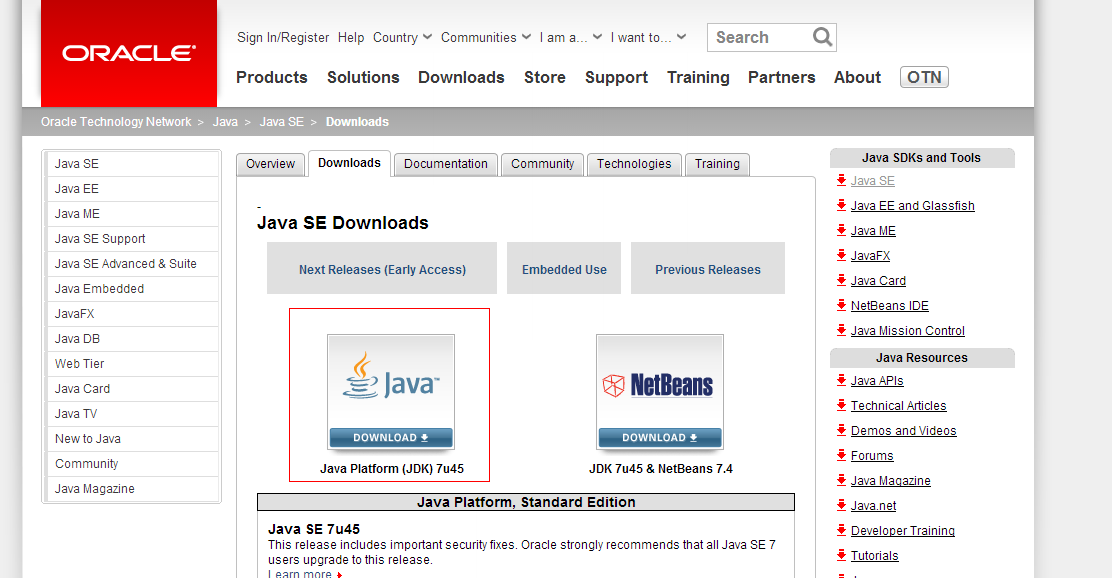 ORACLE
Sign In/Register Help Country Communities I am a... I want to... Search
Products Solutions Downloads Store Support Training Partners About OTN
Oracle Technology Network > Java > Java SE > Downloads
Java SE
Java EE
Java ME
Java SE Support
Java SE Advanced & Suite
Java Embedded
JavaFX
Java DB
Web Tier
Java Card
Java TV
New to Java
Community
Java Magazine
Overview Downloads Documentation Community Technologies Training
-
Java SE Downloads
Next Releases (Early Access) Embedded Use Previous Releases
Java™
DOWNLOAD
Java Platform (JDK) 7u45
NetBeans
DOWNLOAD
JDK 7u45 & NetBeans 7.4
Java Platform, Standard Edition
Java SE 7u45
This release includes important security fixes. Oracle strongly recommends that all Java SE 7
users upgrade to this release.
Learn more
Java SDKs and Tools
Java SE
Java EE and Glassfish
Java ME
JavaFX
Java Card
NetBeans IDE
Java Mission Control
Java Resources
Java APIs
Technical Articles
Demos and Videos
Forums
Java Magazine
Java.net
Developer Training
Tutorials